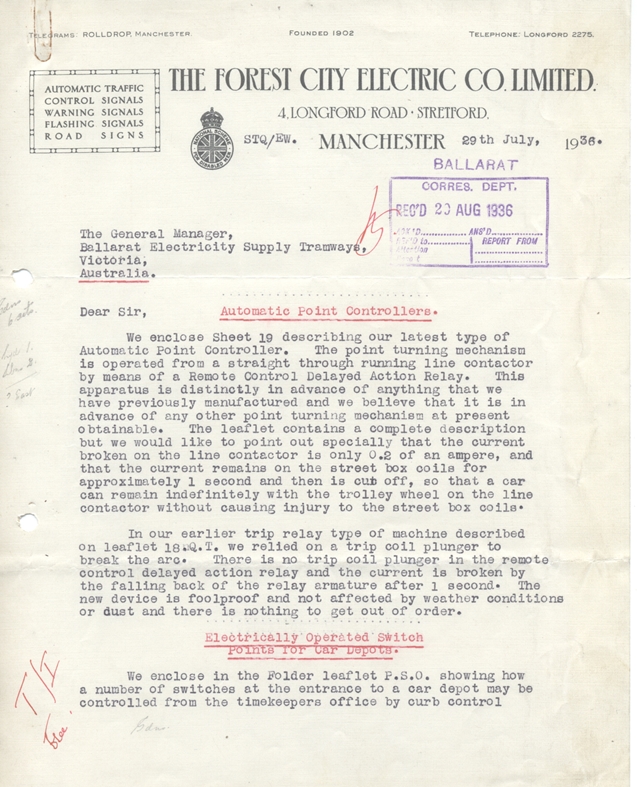 TELEGRAMS: ROLLDROP, MANCHESTER.
FOUNDED 1902
TELEPHONE: LONGFORD 2275.
AUTOMATIC TRAFFIC
CONTROL SIGNALS
WARNING SIGNALS
FLASHING SIGNALS
ROAD SIGNS
THE FOREST CITY ELECTRIC CO. LIMITED.
4, LONGFORD ROAD · STRETFORD.
STQ/EW. MANCHESTER 29th July, 1936.
BALLARAT
CORRES. DEPT.
REC'D 29 AUG 1936
ACK'D........ ANS'D........
REPORT FROM
The General Manager,
Ballarat Electricity Supply Tramways,
Victoria,
Australia.
Dear Sir, Automatic Point Controllers.
We enclose Sheet 19 describing our latest type of
Automatic Point Controller. The point turning mechanism
is operated from a straight through running line contactor
by means of a Remote Control Delayed Action Relay. This
apparatus is distinctly in advance of anything that we
have previously manufactured and we believe that it is in
advance of any other point turning mechanism at present
obtainable. The leaflet contains a complete description
but we would like to point out specially that the current
broken on the line contactor is only 0.2 of an ampere, and
that the current remains on the street box coils for
approximately 1 second and then is cut off, so that a car
can remain indefinitely with the trolley wheel on the line
contactor without causing injury to the street box coils.
In our earlier trip relay type of machine described
on leaflet 18.Q.T. we relied on a trip coil plunger to
break the arc. There is no trip coil plunger in the remote
control delayed action relay and the current is broken by
the falling back of the relay armature after 1 second. The
new device is foolproof and not affected by weather conditions
or dust and there is nothing to get out of order.
Electrically Operated Switch
Points for Car Depots.
We enclose in the Folder leaflet P.S.O. showing how
a number of switches at the entrance to a car depot may be
controlled from the timekeepers office by curb control
T/I